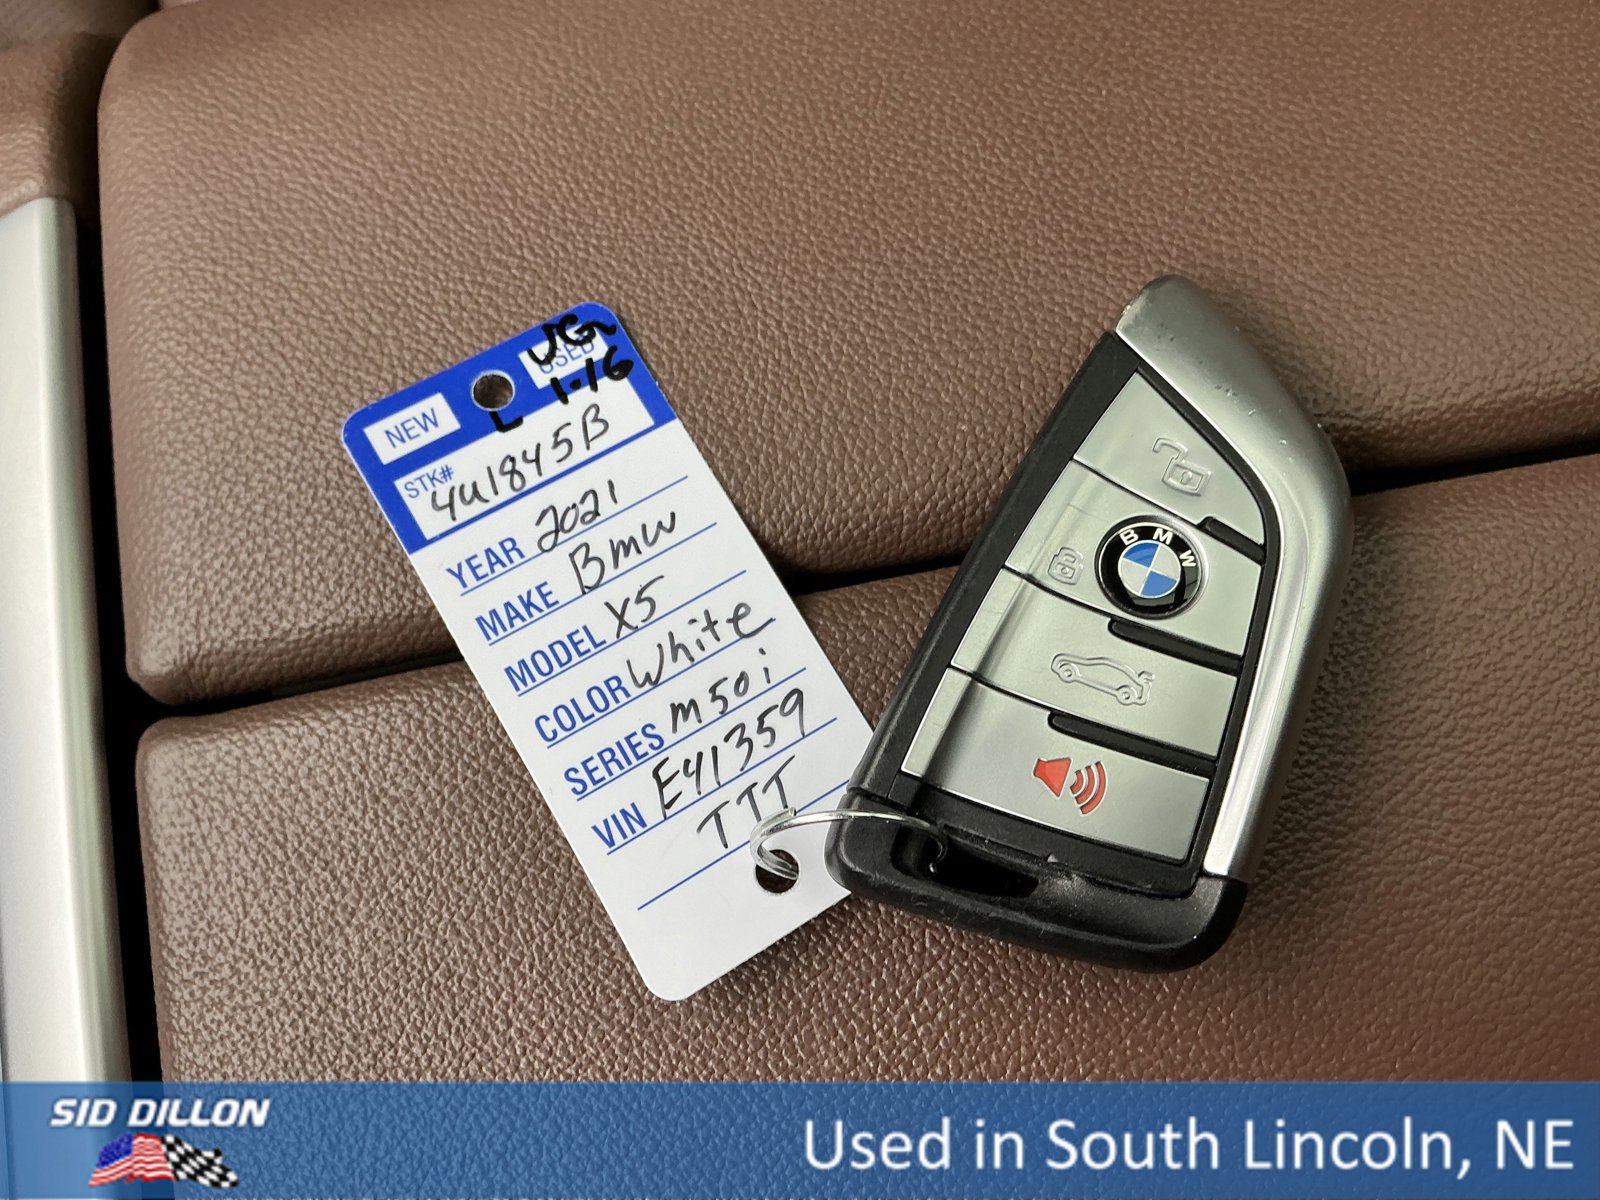 NEW
USED
JG
1-16
L
STK# 4U1845B
YEAR 2021
MAKE Bmw
MODEL X5
COLOR White
SERIES M50i
VIN E41359
TTT
BMW
SID DILLON
Used in South Lincoln, NE